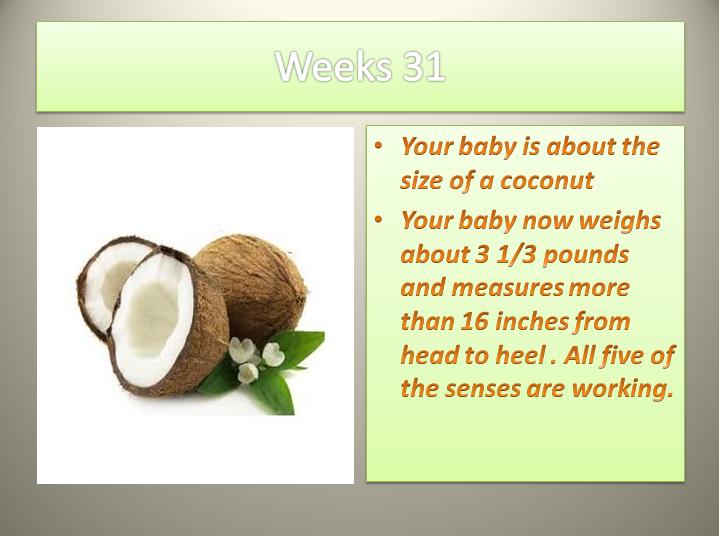 Weeks 31
• Your baby is about the
size of a coconut
• Your baby now weighs
about 3 1/3 pounds
and measures more
than 16 inches from
head to heel . All five of
the senses are working.